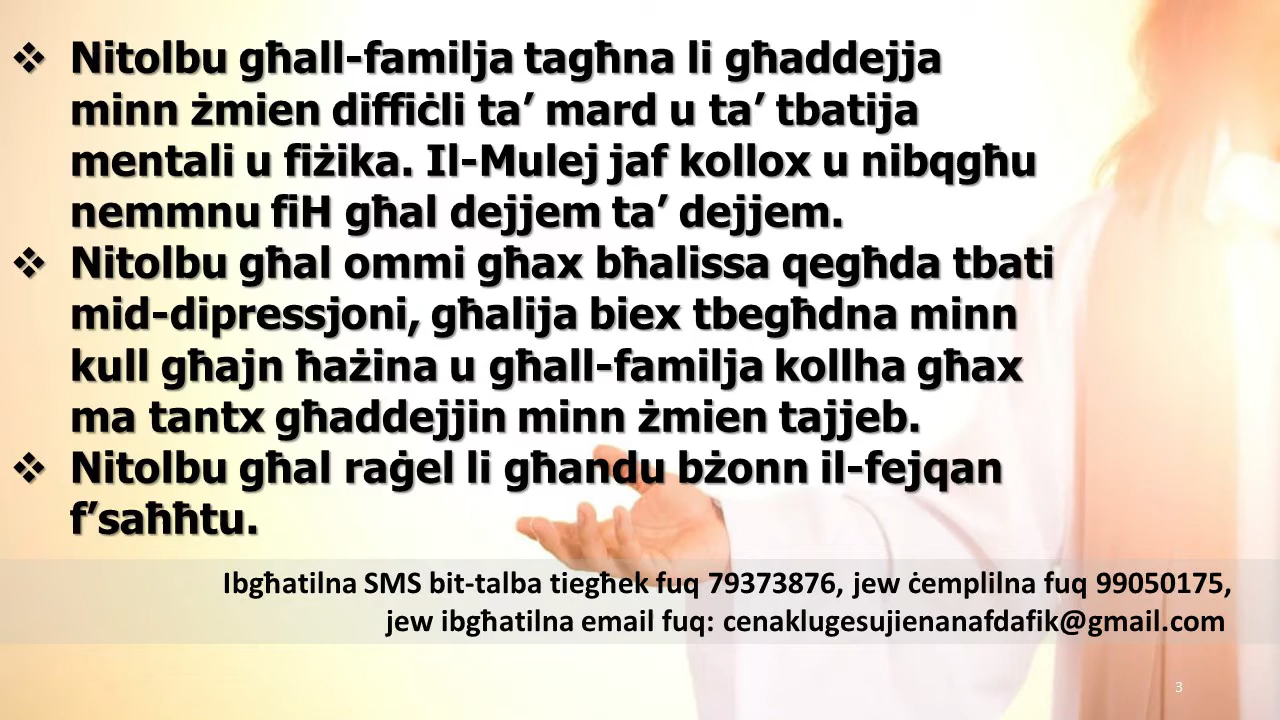 ❖ Nitolbu għall-familja tagħna li għaddejja
minn żmien diffiċli ta’ mard u ta’ tbatija
mentali u fiżika. Il-Mulej jaf kollox u nibqgħu
nemmnu fiH għal dejjem ta’ dejjem.
❖ Nitolbu għal ommi għax bħalissa qegħda tbati
mid-dipressjoni, għalija biex tbegħdna minn
kull għajn ħażina u għall-familja kollha għax
ma tantx għaddejjin minn żmien tajjeb.
❖ Nitolbu għal raġel li għandu bżonn il-fejqan
f’saħħtu.
Ibgħatilna SMS bit-talba tiegħek fuq 79373876, jew ċemplilna fuq 99050175,
jew ibgħatilna email fuq: cenaklugesujienanafdafik@gmail.com
3